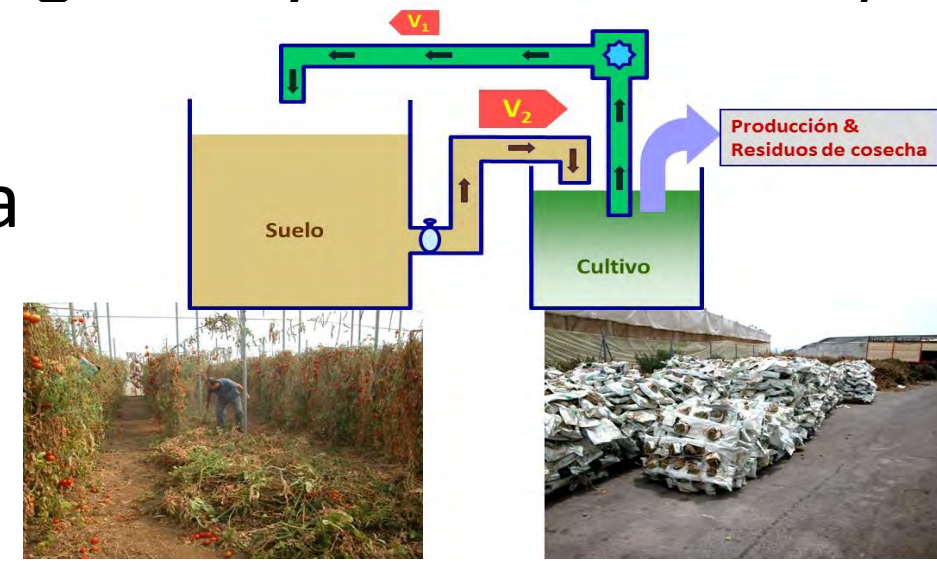 a
V₁
V₂
Producción &
Residuos de cosecha
Suelo
Cultivo